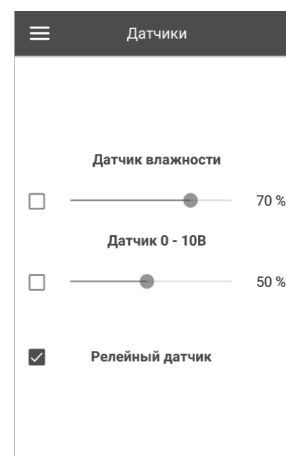 Датчики
Датчик влажности
70 %
Датчик 0 - 10В
50 %
Релейный датчик